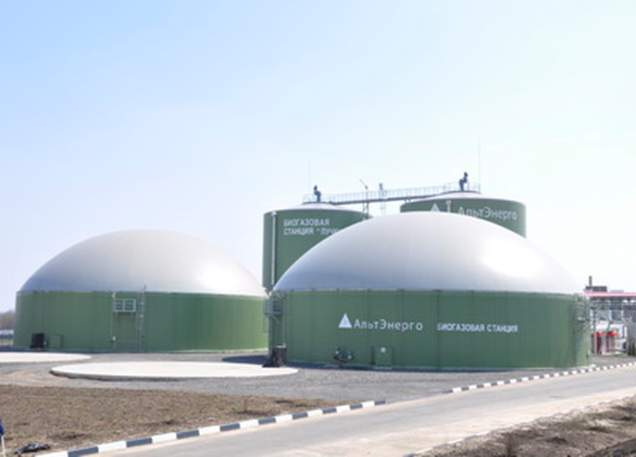 БИОГАЗОВАЯ
СТАНЦИЯ
АльтЭнерго
АльтЭнерго
БИОГАЗОВАЯ СТАНЦИЯ